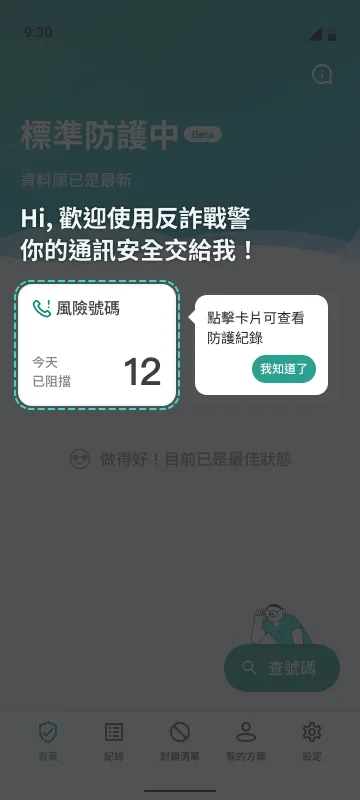 9:30
標準防護中 Beta
資料庫已是最新
Hi, 歡迎使用反詐戰警
你的通訊安全交給我！
風險號碼
今天
已阻擋
12
點擊卡片可查看
防護紀錄
我知道了
做得好！目前已是最佳狀態
查號碼
首頁
紀錄
封鎖清單
我的方案
設定